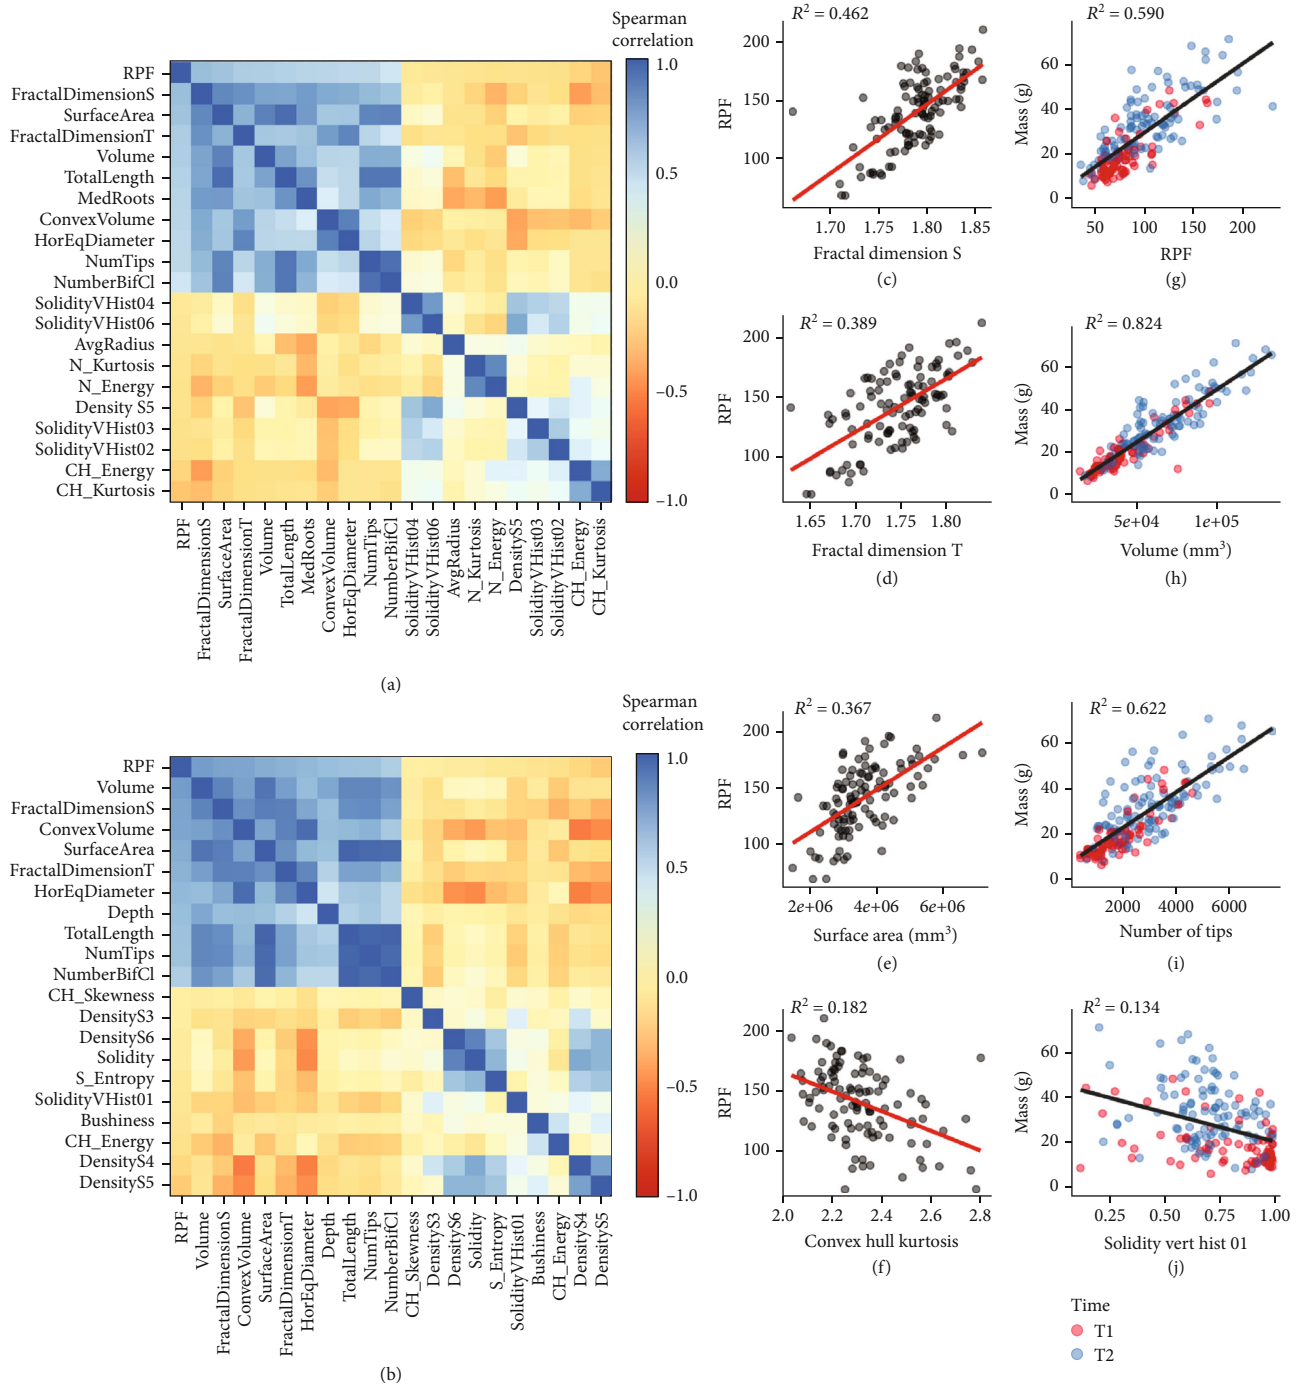 Spearman
correlation
RPF
FractalDimensionS
SurfaceArea
FractalDimensionT
Volume
TotalLength
MedRoots
ConvexVolume
HorEqDiameter
NumTips
NumberBifCl
SolidityVHist04
SolidityVHist06
AvgRadius
N_Kurtosis
N_Energy
Density S5
SolidityVHist03
SolidityVHist02
CH_Energy
CH_Kurtosis
1.0
0.5
0.0
−0.5
−1.0
RPF
FractalDimensionS
SurfaceArea
FractalDimensionT
Volume
TotalLength
MedRoots
ConvexVolume
HorEqDiameter
NumTips
NumberBifCl
SolidityVHist04
SolidityVHist06
AvgRadius
N_Kurtosis
N_Energy
DensityS5
SolidityVHist03
SolidityVHist02
CH_Energy
CH_Kurtosis
(a)
Spearman
correlation
RPF
Volume
FractalDimensionS
ConvexVolume
SurfaceArea
FractalDimensionT
HorEqDiameter
Depth
TotalLength
NumTips
NumberBifCl
CH_Skewness
DensityS3
DensityS6
Solidity
S_Entropy
SolidityVHist01
Bushiness
CH_Energy
DensityS4
DensityS5
1.0
0.5
0.0
−0.5
−1.0
RPF
Volume
FractalDimensionS
ConvexVolume
SurfaceArea
FractalDimensionT
HorEqDiameter
Depth
TotalLength
NumTips
NumberBifCl
CH_Skewness
DensityS3
DensityS6
Solidity
S_Entropy
SolidityVHist01
Bushiness
CH_Energy
DensityS4
DensityS5
(b)
R² = 0.462
RPF
200
150
100
1.70 1.75 1.80 1.85
Fractal dimension S
(c)
R² = 0.590
Mass (g)
60
40
20
0
50 100 150 200
RPF
(g)
R² = 0.389
RPF
200
150
100
1.65 1.70 1.75 1.80
Fractal dimension T
(d)
R² = 0.824
Mass (g)
60
40
20
0
5e+04 1e+05
Volume (mm³)
(h)
R² = 0.367
RPF
200
150
100
2e+06 4e+06 6e+06
Surface area (mm³)
(e)
R² = 0.622
Mass (g)
60
40
20
0
2000 4000 6000
Number of tips
(i)
R² = 0.182
RPF
200
150
100
2.0 2.2 2.4 2.6 2.8
Convex hull kurtosis
(f)
R² = 0.134
Mass (g)
60
40
20
0
0.25 0.50 0.75 1.00
Solidity vert hist 01
(j)
Time
T1
T2